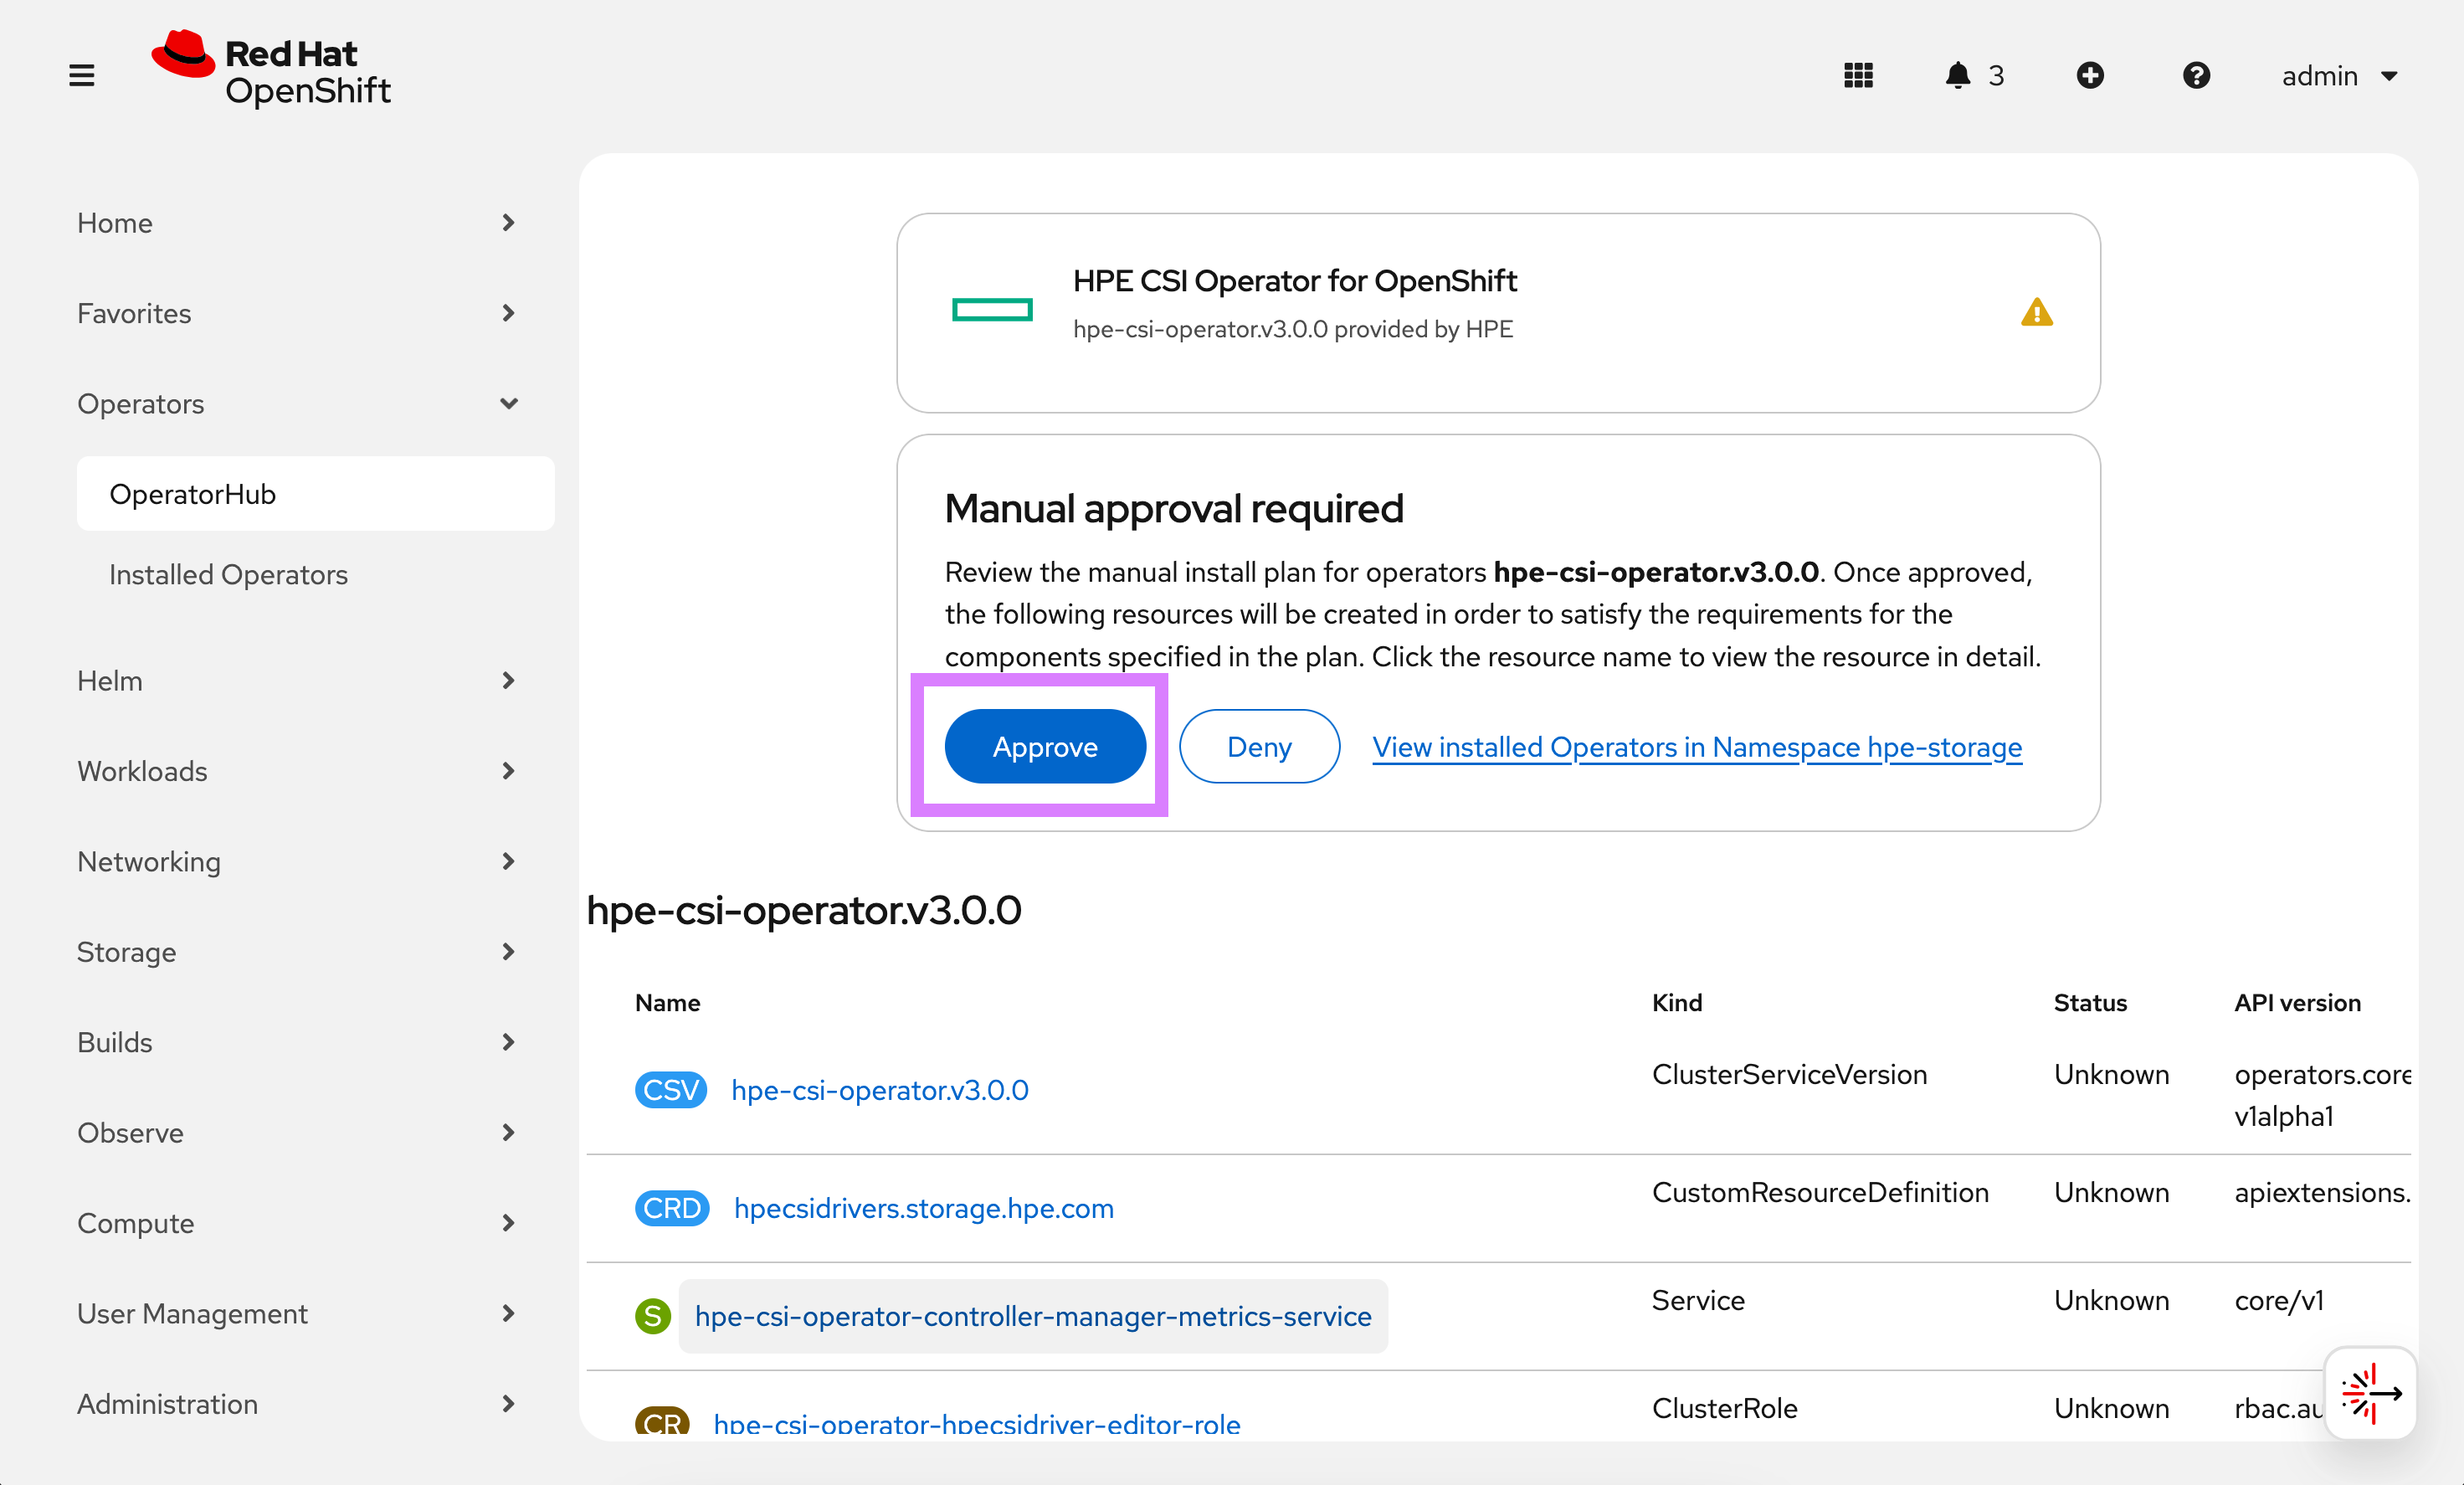 Red Hat
OpenShift
3
admin
Home
Favorites
Operators
OperatorHub
Installed Operators
Helm
Workloads
Networking
Storage
Builds
Observe
Compute
User Management
Administration
HPE CSI Operator for OpenShift
hpe-csi-operator.v3.0.0 provided by HPE
Manual approval required
Review the manual install plan for operators hpe-csi-operator.v3.0.0. Once approved,
the following resources will be created in order to satisfy the requirements for the
components specified in the plan. Click the resource name to view the resource in detail.
Approve Deny View installed Operators in Namespace hpe-storage
hpe-csi-operator.v3.0.0
Name Kind Status API version
CSV hpe-csi-operator.v3.0.0 ClusterServiceVersion Unknown operators.core
v1alpha1
CRD hpecsidrivers.storage.hpe.com CustomResourceDefinition Unknown apiextensions.
S hpe-csi-operator-controller-manager-metrics-service Service Unknown core/v1
CR hpe-csi-operator-hpecsidriver-editor-role ClusterRole Unknown rbac.au